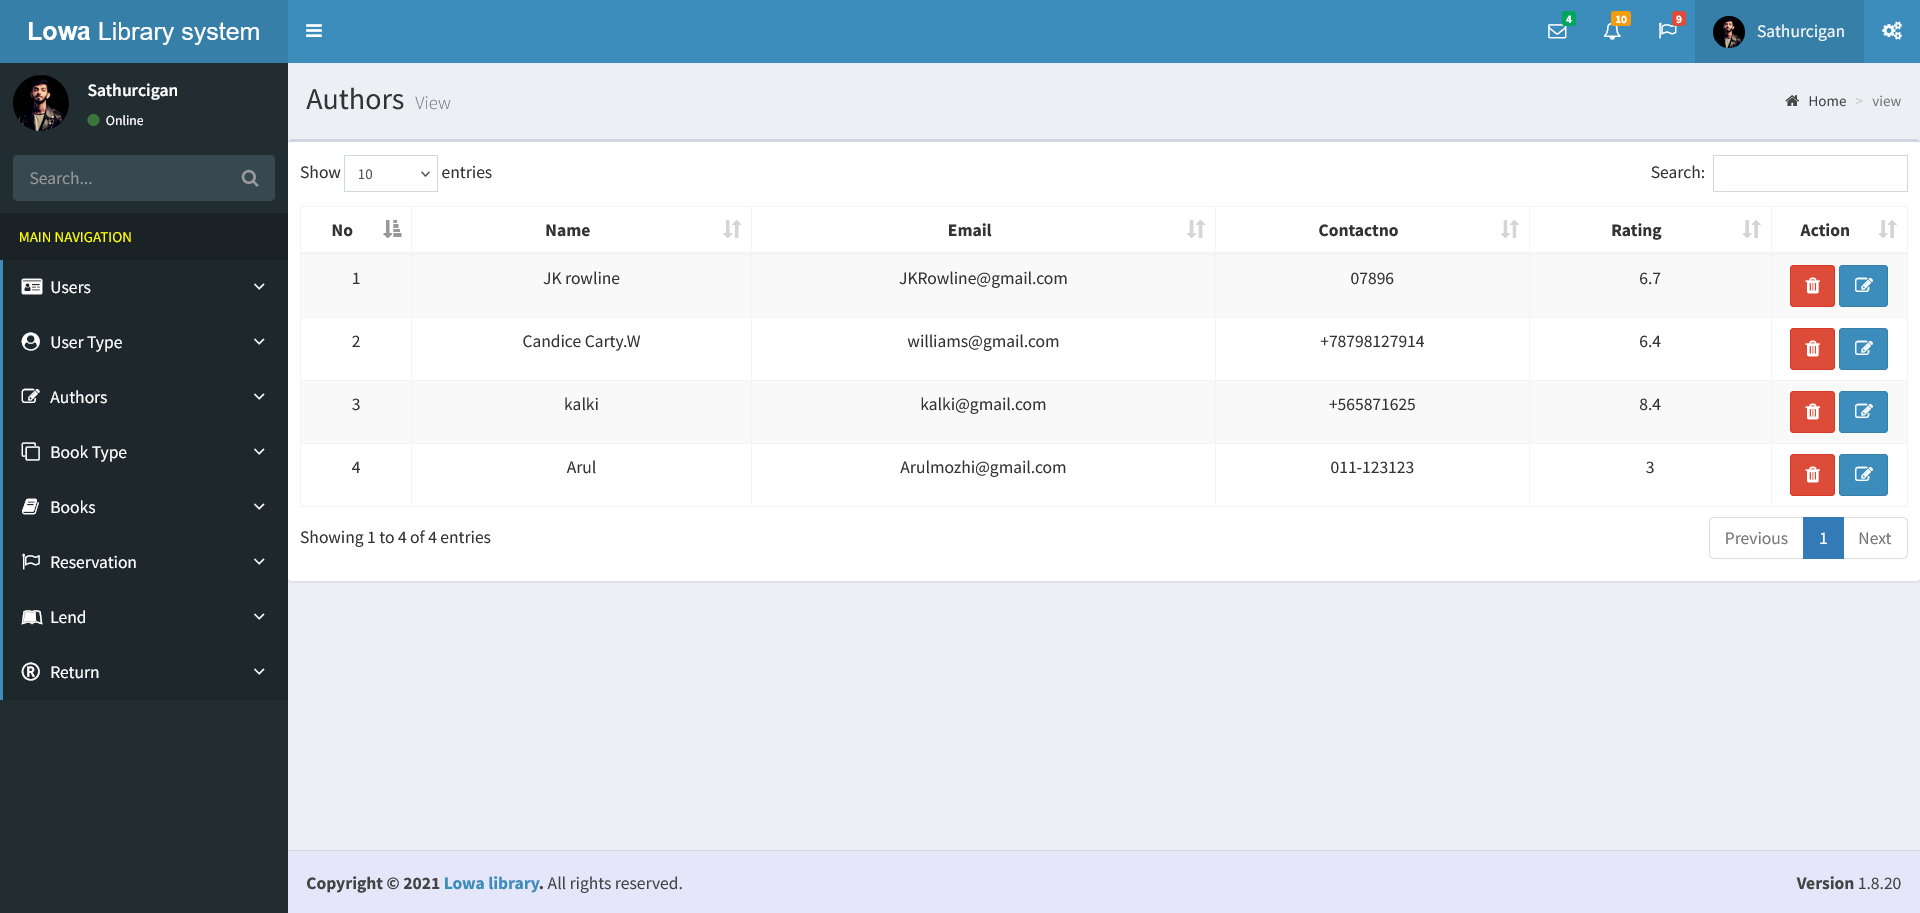 Lowa Library system
4
10
9
Sathurcigan
Sathurcigan
Online
Search...
MAIN NAVIGATION
Users
User Type
Authors
Book Type
Books
Reservation
Lend
Return
Authors View
Home > view
Show 10 entries
Search:
No Name Email Contactno Rating Action
1 JK rowline JKRowline@gmail.com 07896 6.7
2 Candice Carty.W williams@gmail.com +78798127914 6.4
3 kalki kalki@gmail.com +565871625 8.4
4 Arul Arulmozhi@gmail.com 011-123123 3
Showing 1 to 4 of 4 entries
Previous 1 Next
Copyright © 2021 Lowa library. All rights reserved.
Version 1.8.20